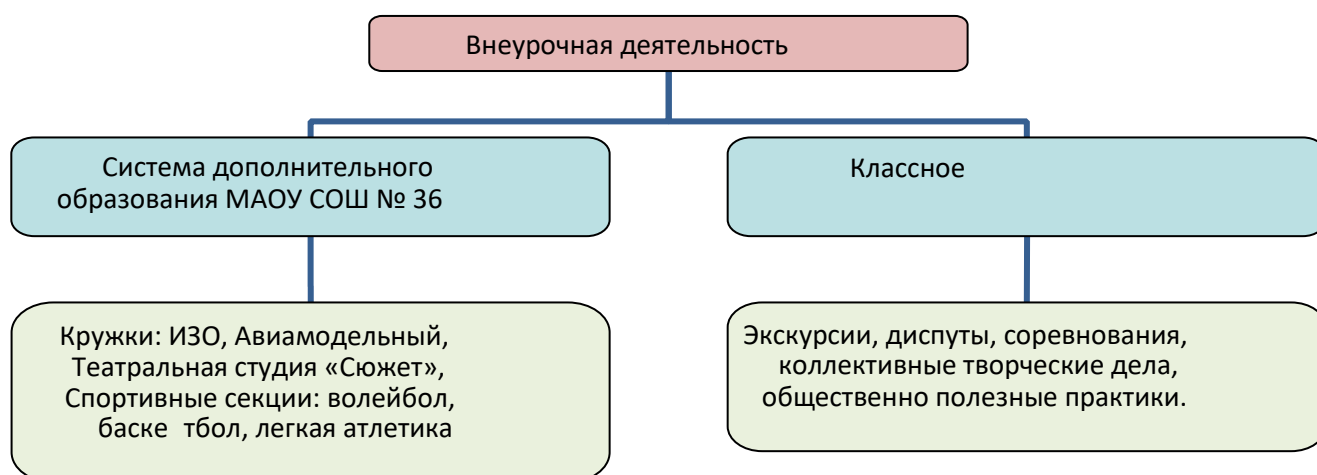 Внеурочная деятельность
Система дополнительного
образования МАОУ СОШ № 36
Классное
Кружки: ИЗО, Авиамодельный,
Театральная студия «Сюжет»,
Спортивные секции: волейбол,
баске тбол, легкая атлетика
Экскурсии, диспуты, соревнования,
коллективные творческие дела,
общественно полезные практики.